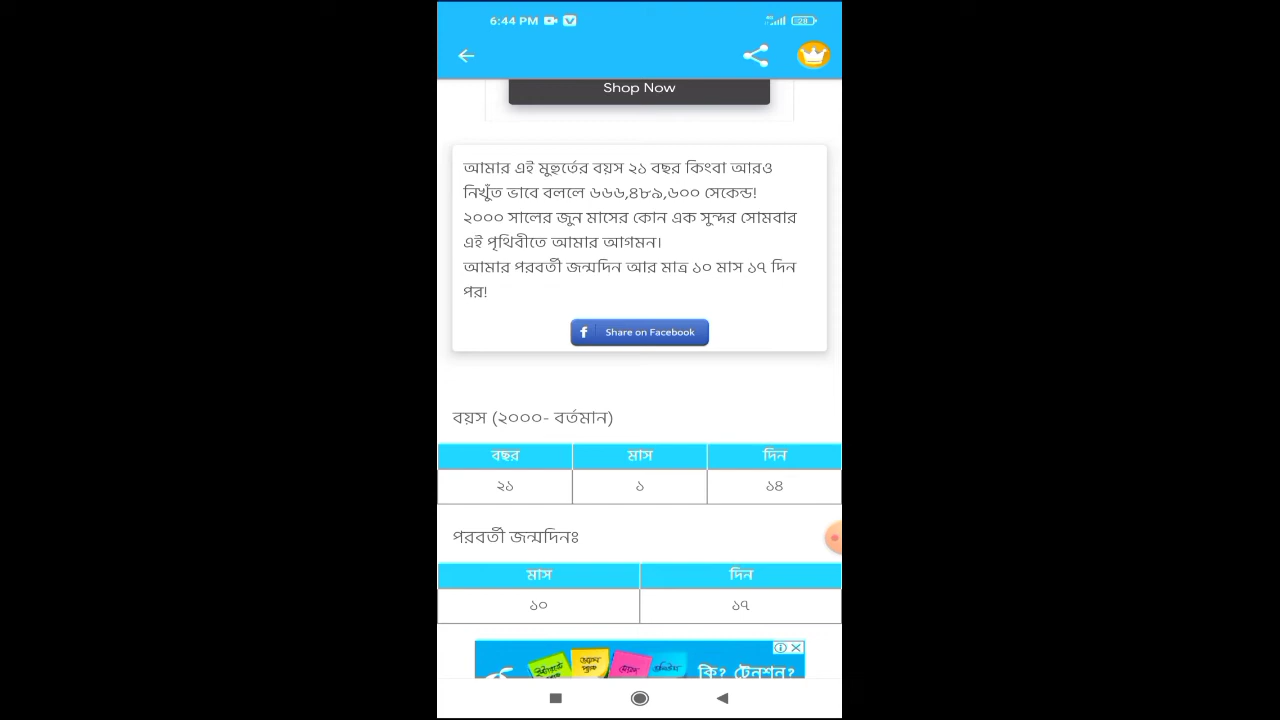 6:44 PM
28
Shop Now
আমার এই মুহুর্তের বয়স ২১ বছর কিংবা আরও
নিখুঁত ভাবে বললে ৬৬৬,৪৮৯,৬০০ সেকেন্ড!
২০০০ সালের জুন মাসের কোন এক সুন্দর সোমবার
এই পৃথিবীতে আমার আগমন।
আমার পরবর্তী জন্মদিন আর মাত্র ১০ মাস ১৭ দিন
পর!
f Share on Facebook
বয়স (২০০০- বর্তমান)
বছর মাস দিন
২১ ১ ১৪
পরবর্তী জন্মদিনঃ
মাস দিন
১০ ১৭
কি? টেনশন?